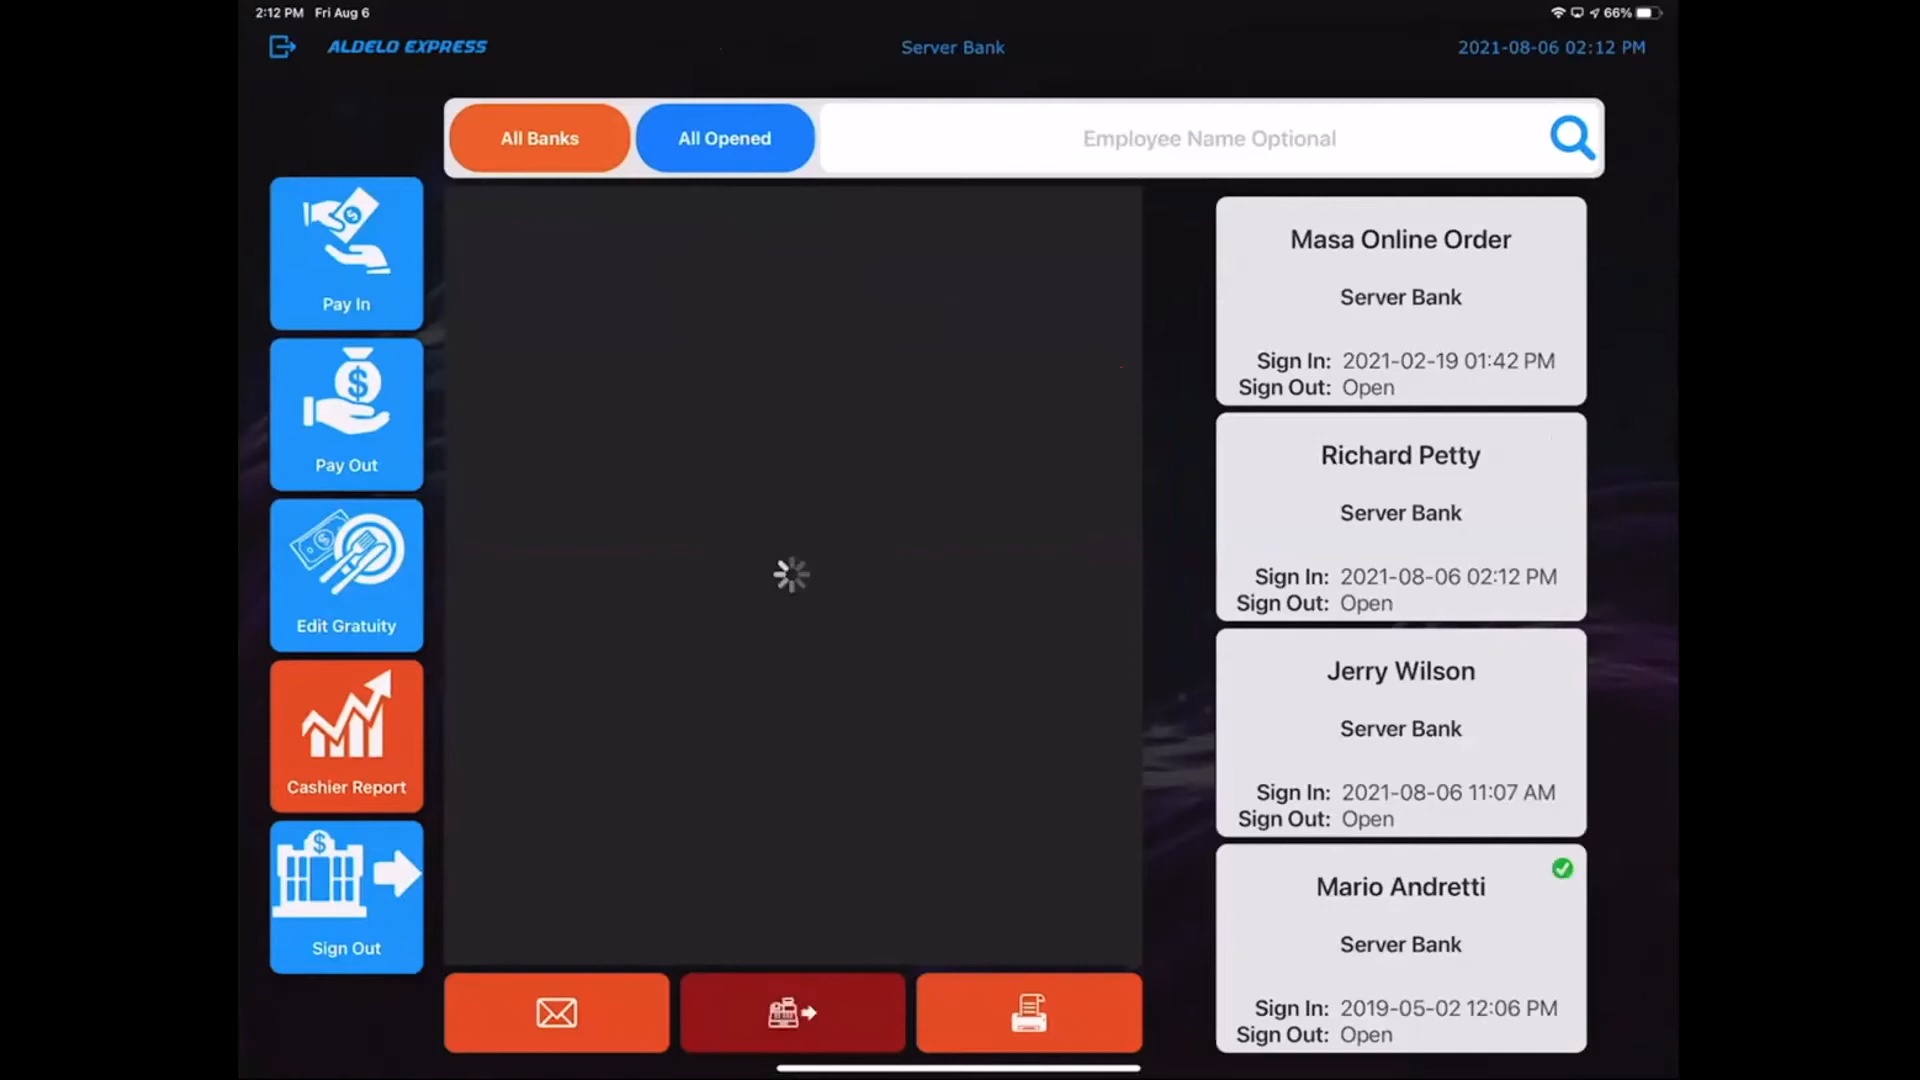 2:12 PM Fri Aug 6
66%
ALDELO EXPRESS
Server Bank
2021-08-06 02:12 PM
All Banks
All Opened
Employee Name Optional
Pay In
Pay Out
Edit Gratuity
Cashier Report
Sign Out
Masa Online Order
Server Bank
Sign In: 2021-02-19 01:42 PM
Sign Out: Open
Richard Petty
Server Bank
Sign In: 2021-08-06 02:12 PM
Sign Out: Open
Jerry Wilson
Server Bank
Sign In: 2021-08-06 11:07 AM
Sign Out: Open
Mario Andretti
Server Bank
Sign In: 2019-05-02 12:06 PM
Sign Out: Open